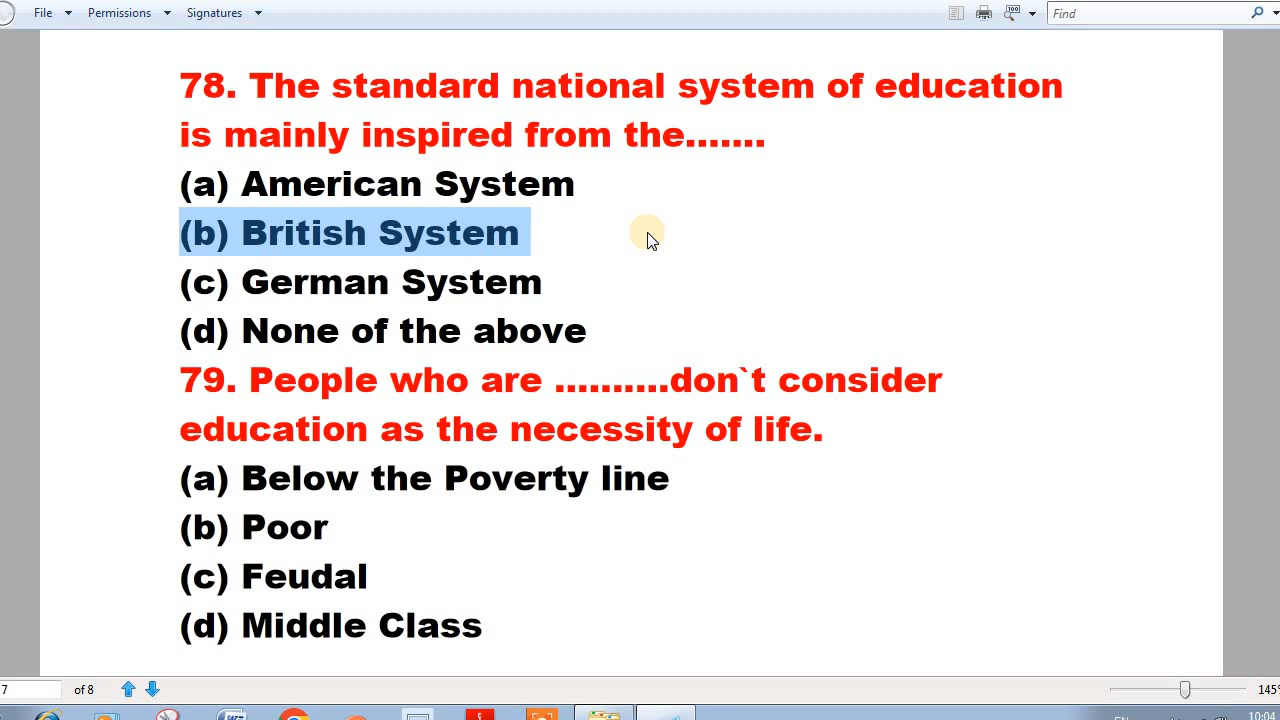 File Permissions Signatures Find
78. The standard national system of education
is mainly inspired from the.......
(a) American System
(b) British System
(c) German System
(d) None of the above
79. People who are ..........don`t consider
education as the necessity of life.
(a) Below the Poverty line
(b) Poor
(c) Feudal
(d) Middle Class
7 of 8 145%
EN 10:04